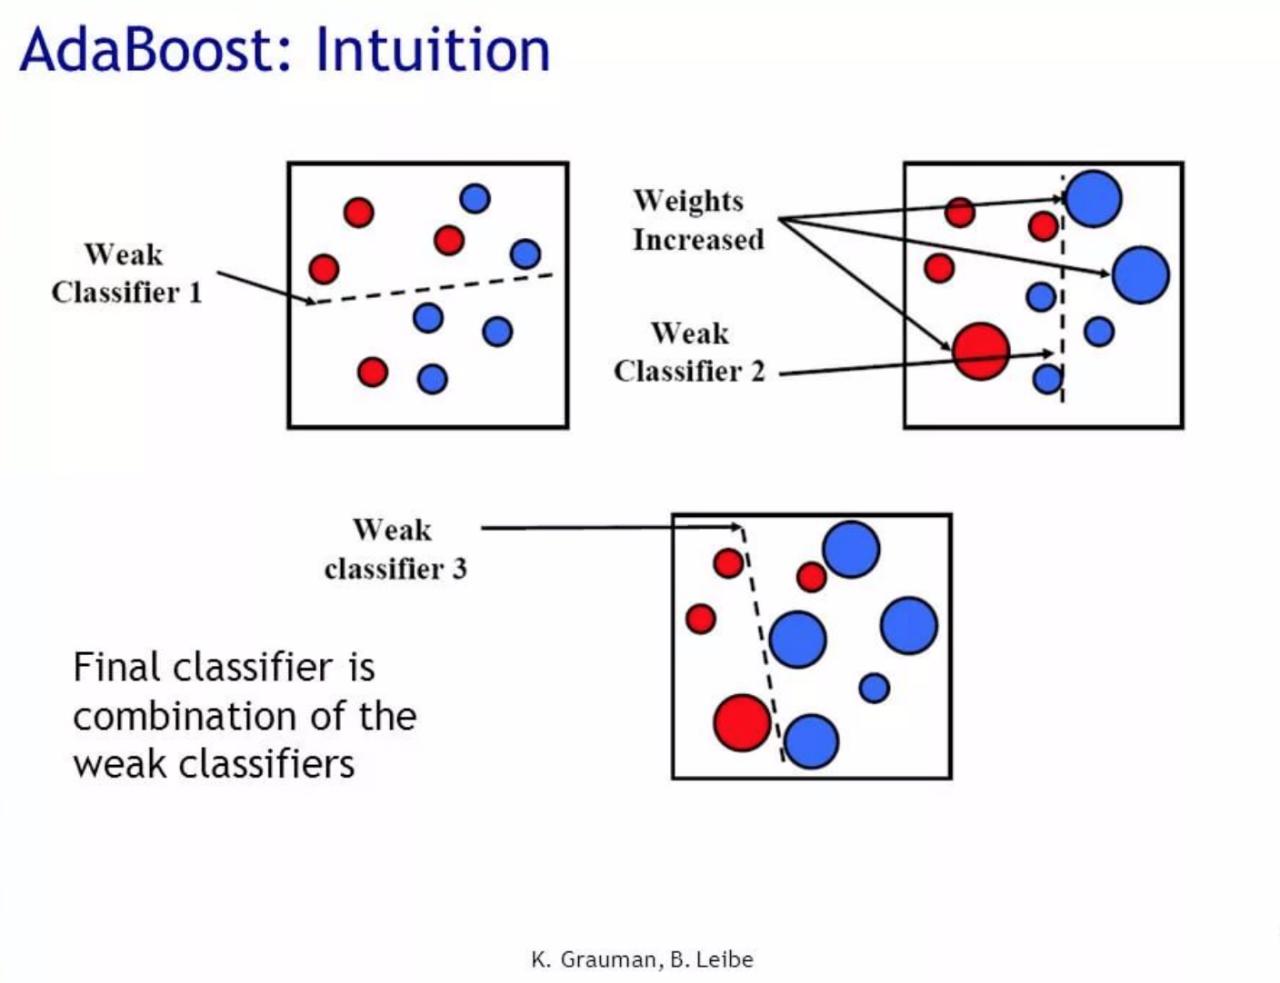 AdaBoost: Intuition
Weak
Classifier 1
Weights
Increased
Weak
Classifier 2
Weak
classifier 3
Final classifier is
combination of the
weak classifiers
K. Grauman, B. Leibe